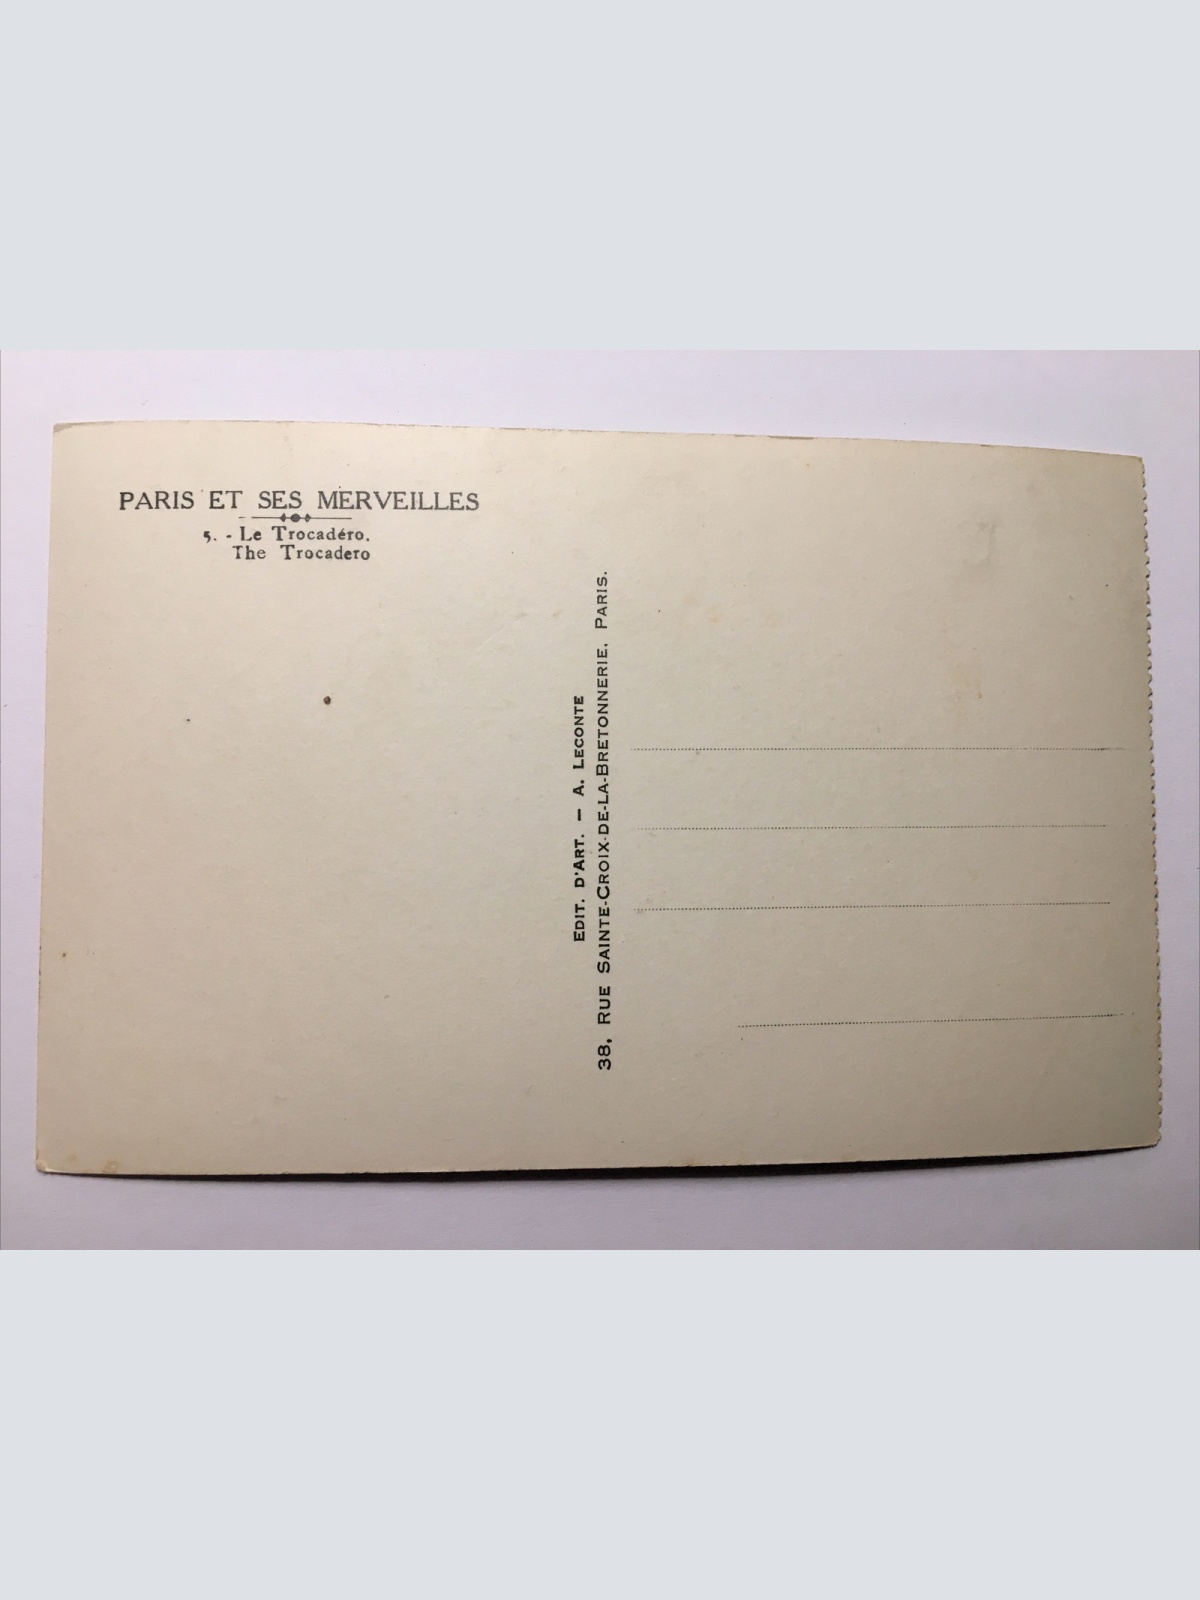 PARIS ET SES MERVEILLES
5. - Le Trocadéro.
The Trocadero
EDIT. D'ART. — A. LECONTE
38, RUE SAINTE-CROIX-DE-LA-BRETONNERIE. PARIS.